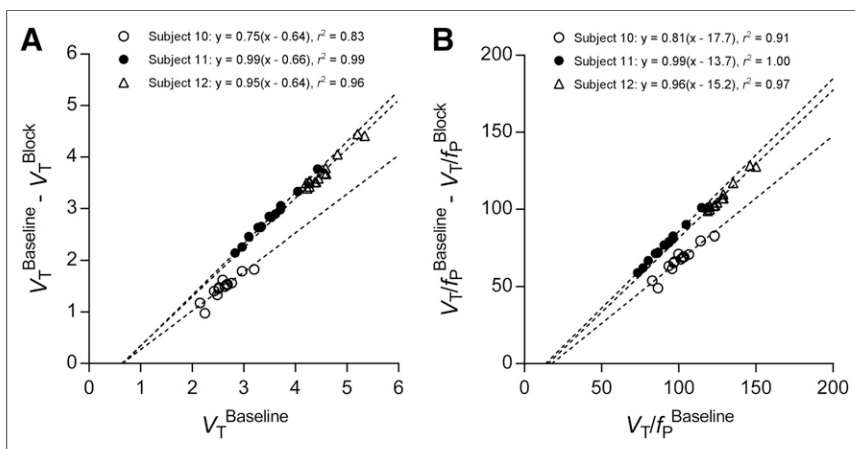 A
Subject 10: y = 0.75(x - 0.64), r² = 0.83
Subject 11: y = 0.99(x - 0.66), r² = 0.99
Subject 12: y = 0.95(x - 0.64), r² = 0.96
V_T^Baseline - V_T^Block
6
5
4
3
2
1
0
0 1 2 3 4 5 6
V_T^Baseline
B
Subject 10: y = 0.81(x - 17.7), r² = 0.91
Subject 11: y = 0.99(x - 13.7), r² = 1.00
Subject 12: y = 0.96(x - 15.2), r² = 0.97
V_T/f_P^Baseline - V_T/f_P^Block
200
150
100
50
0
0 50 100 150 200
V_T/f_P^Baseline